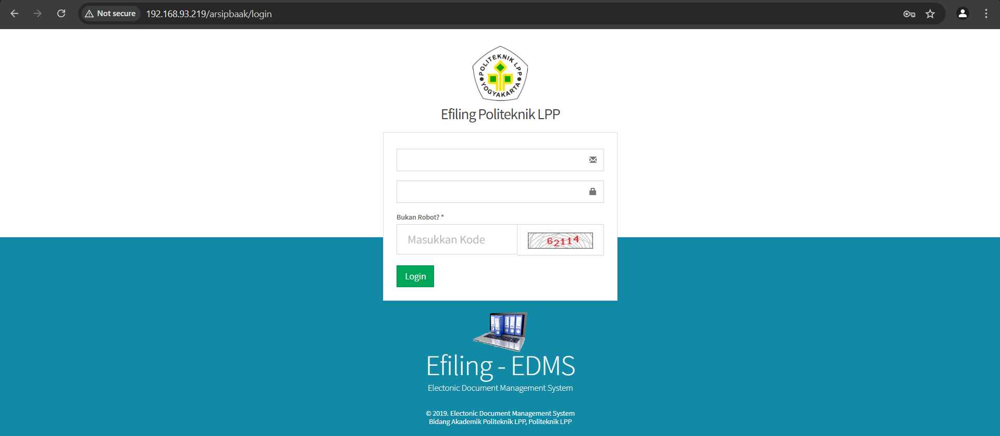 Not secure 192.168.93.219/arsipbaak/login
POLITEKNIK LPP
YOGYAKARTA
Efiling Politeknik LPP
Bukan Robot? *
Masukkan Kode
62114
Login
Efiling - EDMS
Electonic Document Management System
© 2019. Electonic Document Management System
Bidang Akademik Politeknik LPP, Politeknik LPP